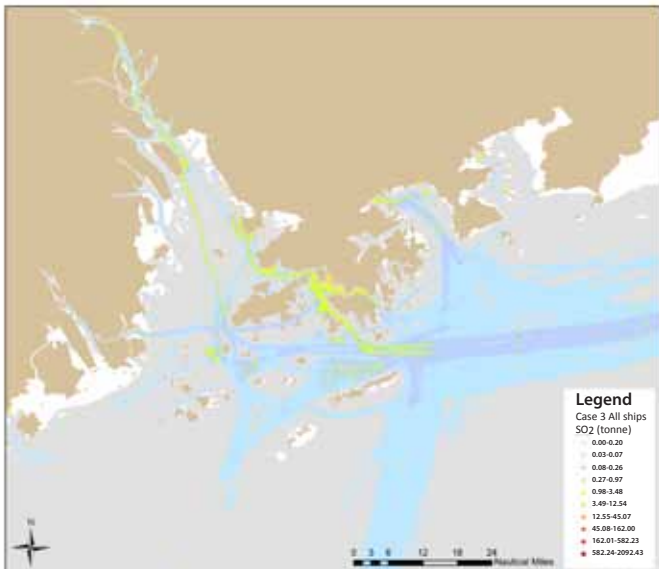 Legend
Case 3 All ships
SO2 (tonne)
0.00-0.20
0.03-0.07
0.08-0.26
0.27-0.97
0.98-3.48
3.49-12.54
12.55-45.07
45.08-162.00
162.01-582.23
582.24-2092.43
N
0 3 6 12 18 24
Nautical Miles